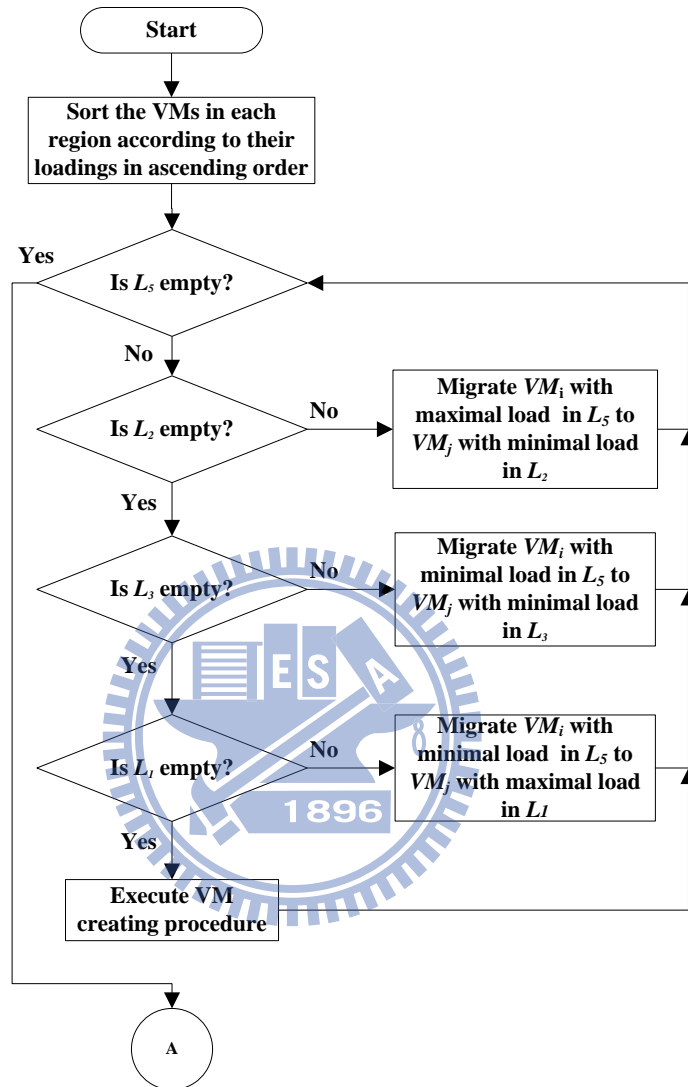 Start
Sort the VMs in each
region according to their
loadings in ascending order
Yes
Is L5 empty?
No
Is L2 empty?
No
Migrate VMi with
maximal load in L5 to
VMj with minimal load
in L2
Yes
Is L3 empty?
No
Migrate VMi with
minimal load in L5 to
VMj with minimal load
in L3
Yes
E S A
Is L1 empty?
No
Migrate VMi with
minimal load in L5 to
VMj with maximal load
in L1
1896
Yes
Execute VM
creating procedure
A